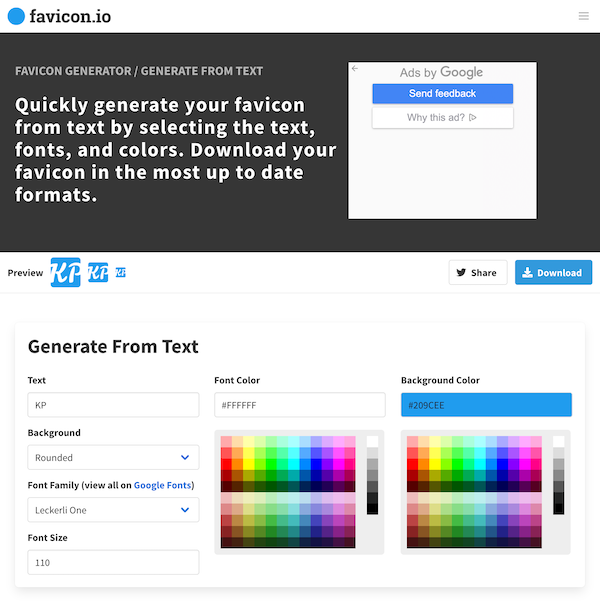 favicon.io
FAVICON GENERATOR / GENERATE FROM TEXT
Quickly generate your favicon
from text by selecting the text,
fonts, and colors. Download your
favicon in the most up to date
formats.
Ads by Google
Send feedback
Why this ad?
Preview KP KP KP
Share
Download
Generate From Text
Text
KP
Background
Rounded
Font Family (view all on Google Fonts)
Leckerli One
Font Size
110
Font Color
#FFFFFF
Background Color
#209CEE